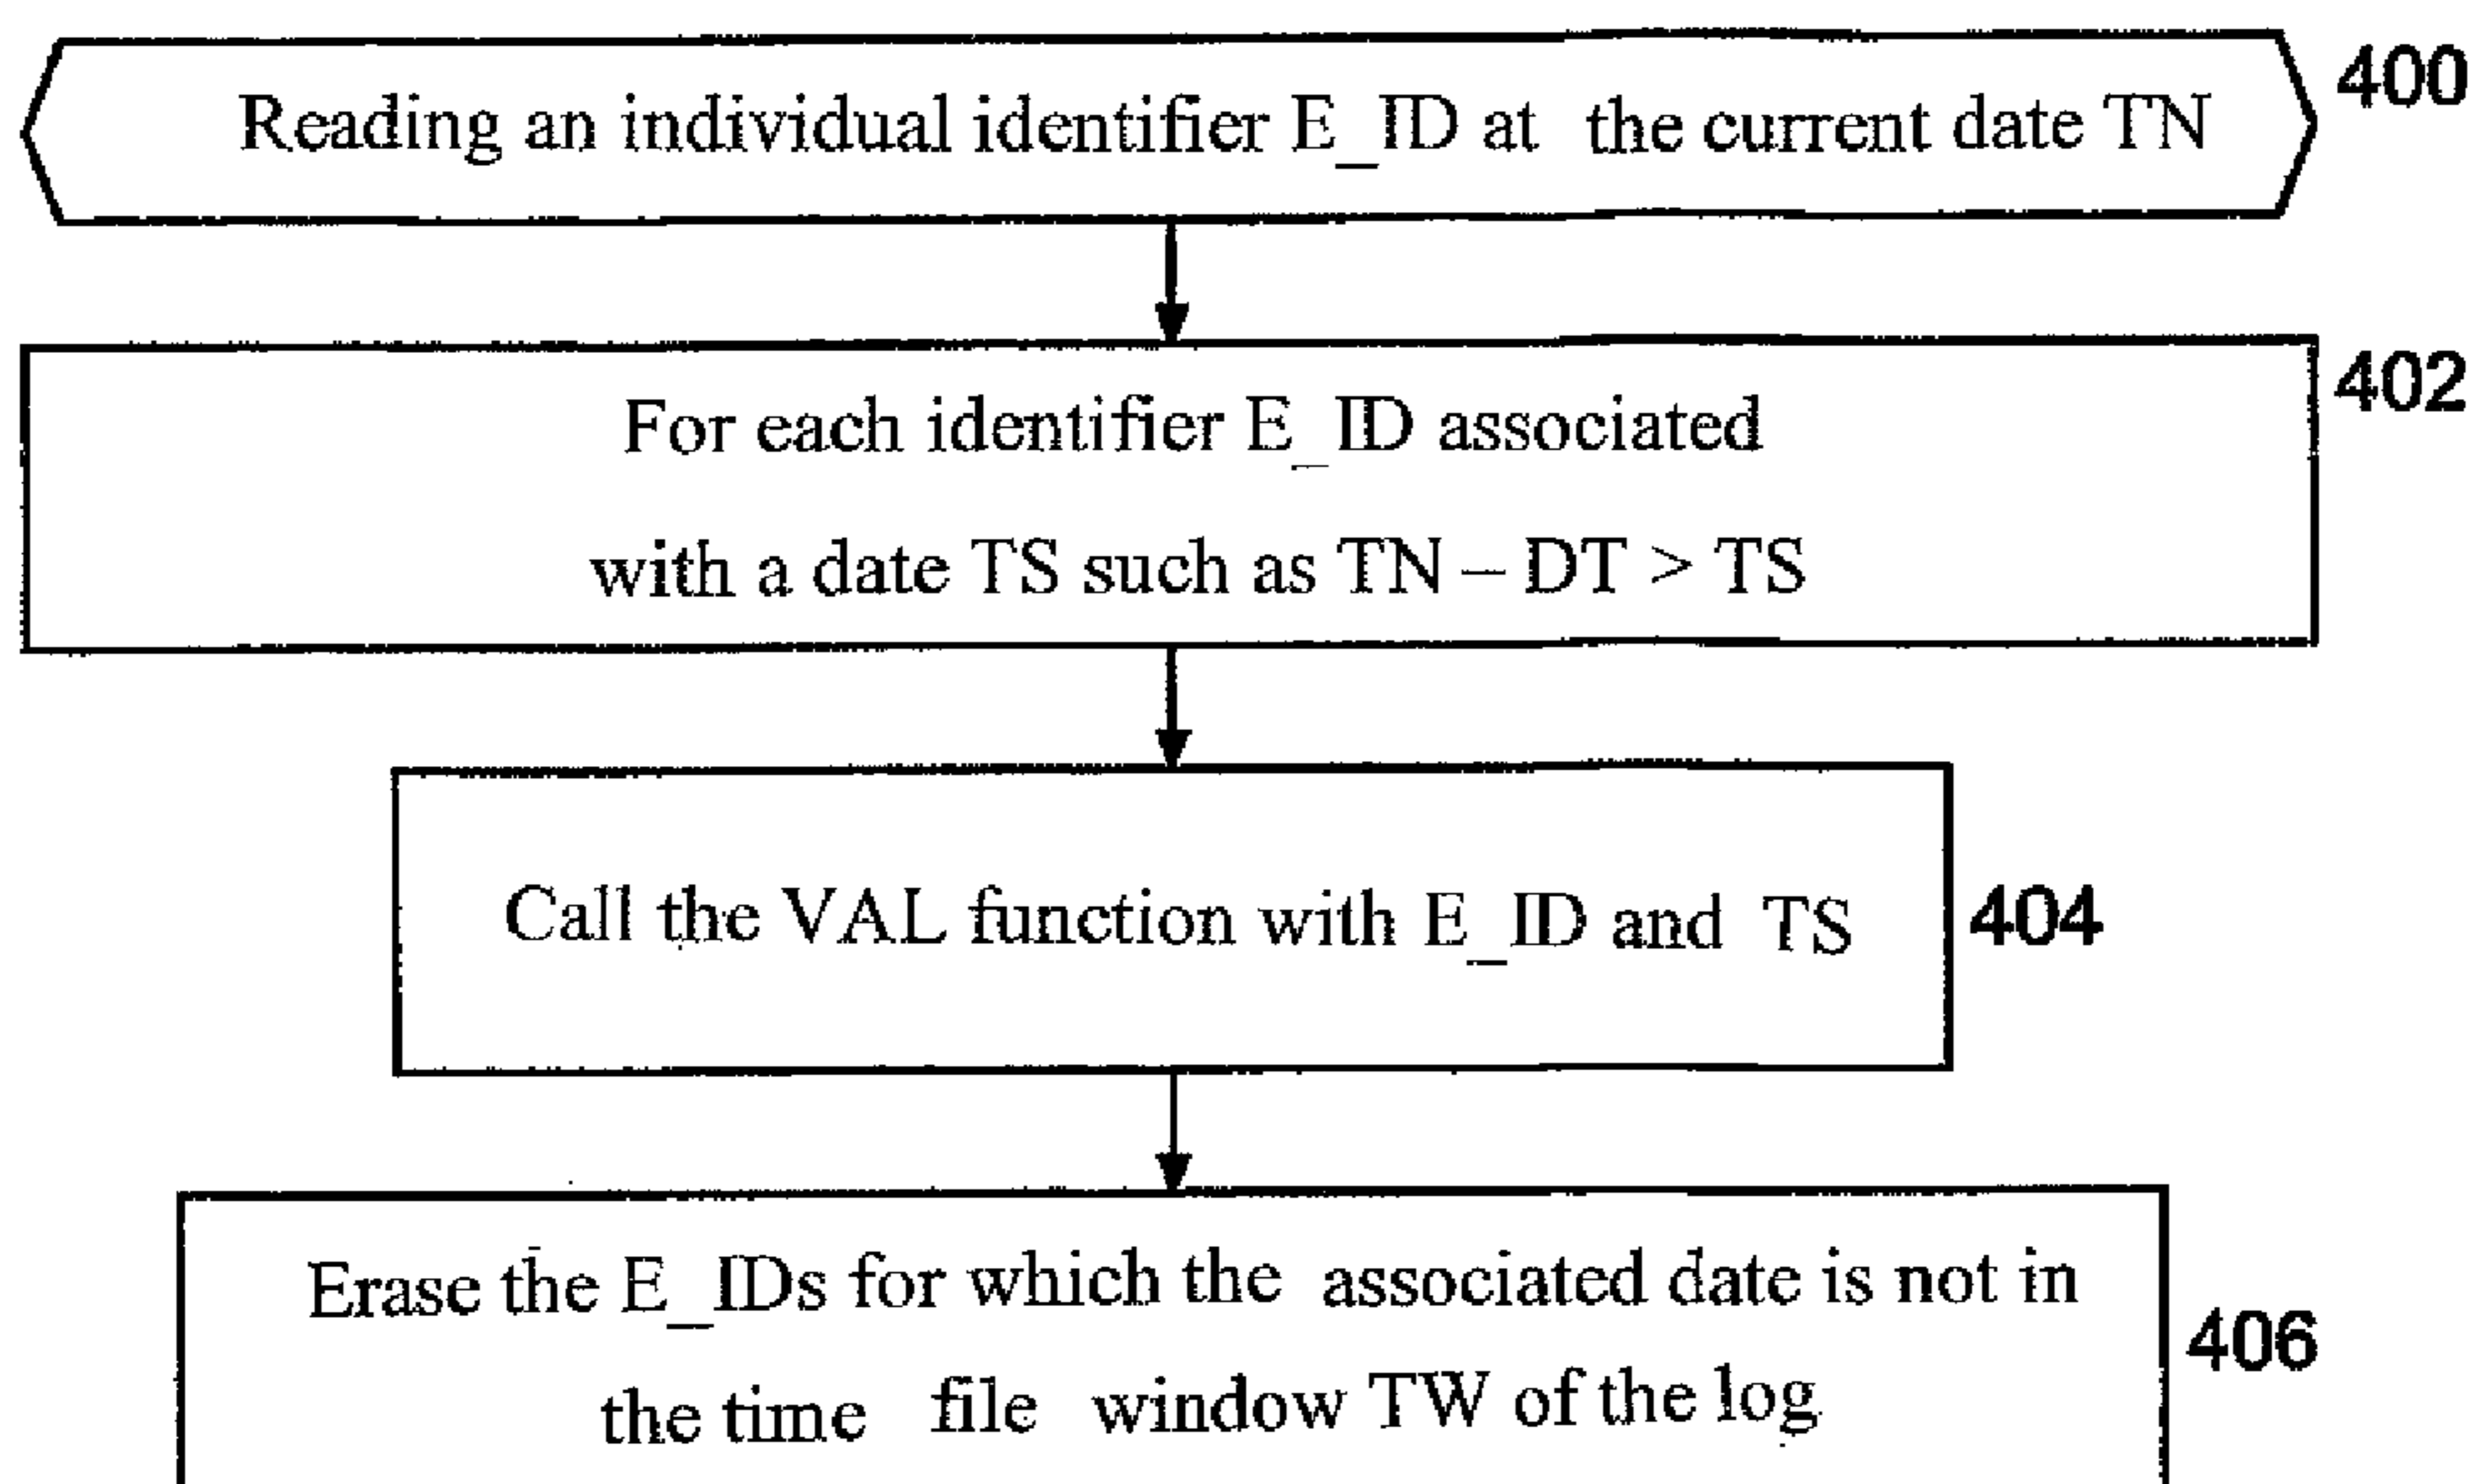 Reading an individual identifier E_ID at the current date TN
400
For each identifier E_ID associated
402
with a date TS such as TN – DT > TS
Call the VAL function with E_ID and TS
404
Erase the E_IDs for which the associated date is not in
406
the time file window TW of the log